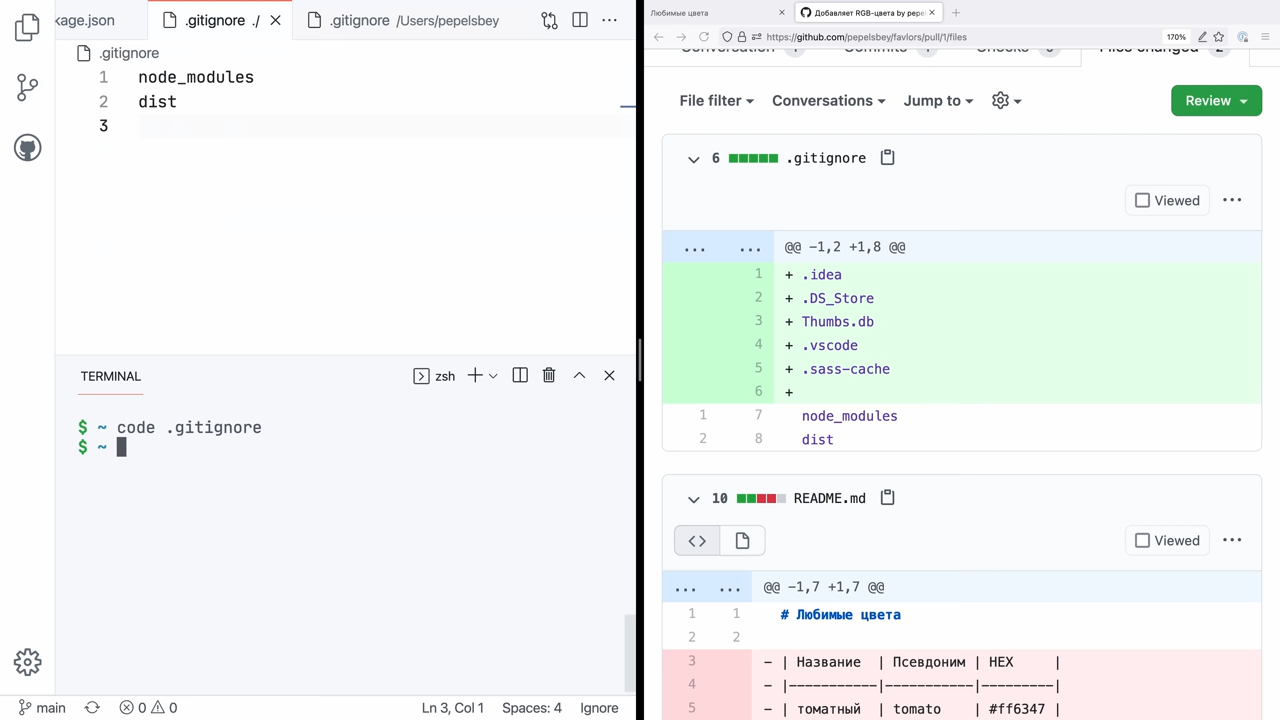 kage.json
.gitignore ./
.gitignore /Users/pepelsbey
.gitignore
1 node_modules
2 dist
3
TERMINAL
zsh
$ ~ code .gitignore
$ ~
main
0 0
Ln 3, Col 1
Spaces: 4
Ignore
Любимые цвета
Добавляет RGB-цвета by pepe
https://github.com/pepelsbey/favlors/pull/1/files
170%
Conversation
Commits
Checks
Files changed
File filter
Conversations
Jump to
Review
6 .gitignore
Viewed
... ... @@ -1,2 +1,8 @@
1 + .idea
2 + .DS_Store
3 + Thumbs.db
4 + .vscode
5 + .sass-cache
6 +
1 7 node_modules
2 8 dist
10 README.md
<> Viewed
... ... @@ -1,7 +1,7 @@
1 1 # Любимые цвета
2 2
3 - | Название | Псевдоним | HEX |
4 - |-----------|-----------|---------|
5 - | томатный | tomato | #ff6347 |